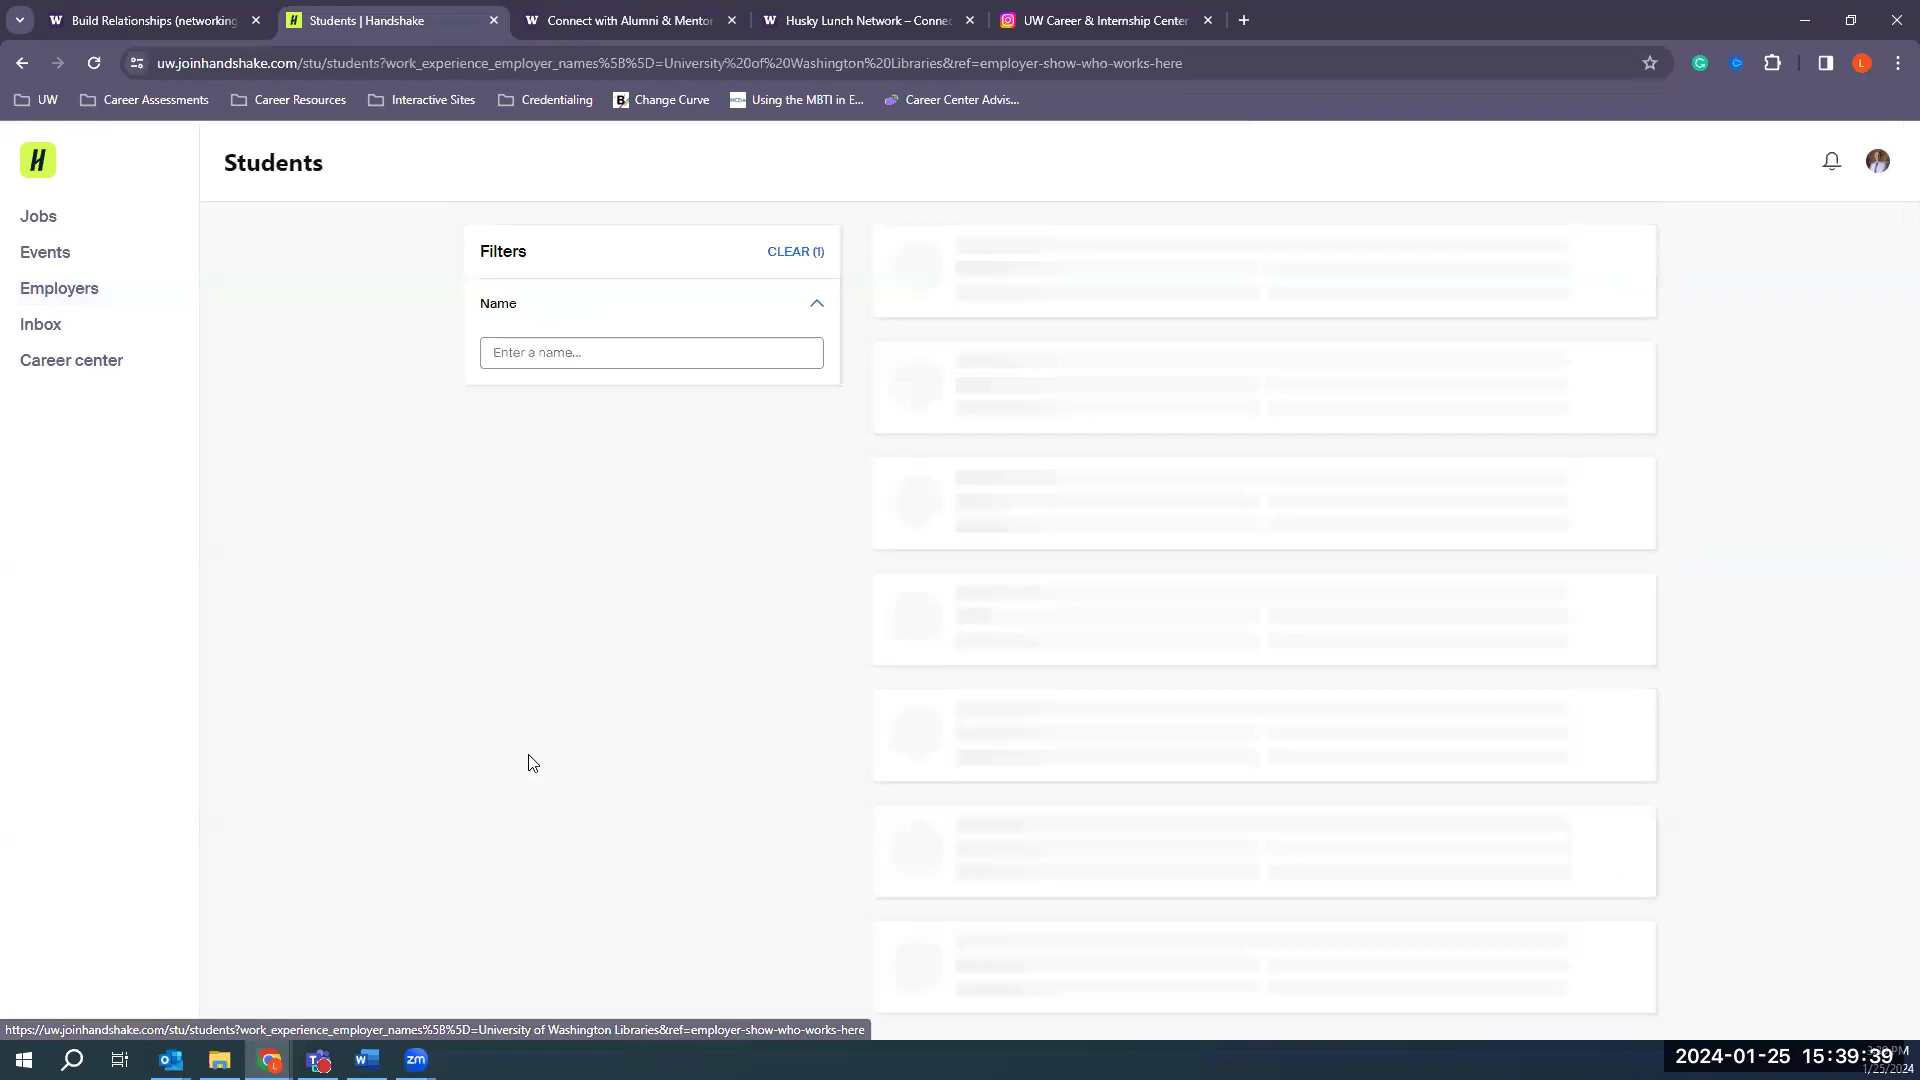 Build Relationships (networking
Students | Handshake
Connect with Alumni & Mentor
Husky Lunch Network – Connec
UW Career & Internship Center
uw.joinhandshake.com/stu/students?work_experience_employer_names%5B%5D=University%20of%20Washington%20Libraries&ref=employer-show-who-works-here
UW
Career Assessments
Career Resources
Interactive Sites
Credentialing
Change Curve
Using the MBTI in E...
Career Center Advis...
Students
Jobs
Events
Employers
Inbox
Career center
Filters
CLEAR (1)
Name
Enter a name...
https://uw.joinhandshake.com/stu/students?work_experience_employer_names%5B%5D=University of Washington Libraries&ref=employer-show-who-works-here
2024-01-25 15:39:39
1/25/2024